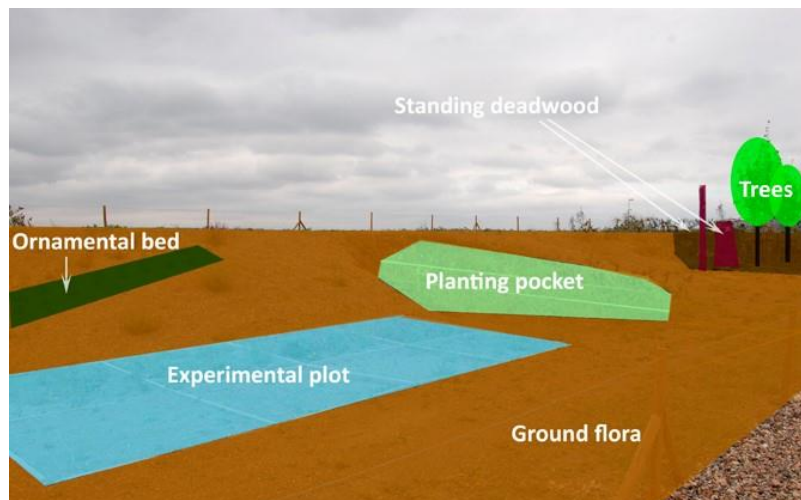 Standing deadwood
Trees
Ornamental bed
Planting pocket
Experimental plot
Ground flora